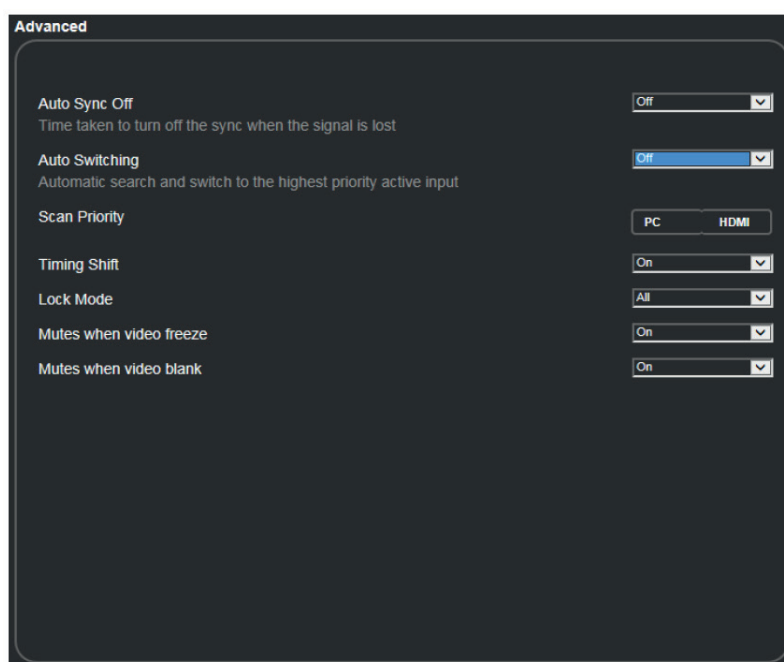 Advanced
Auto Sync Off Off
Time taken to turn off the sync when the signal is lost
Auto Switching Off
Automatic search and switch to the highest priority active input
Scan Priority PC HDMI
Timing Shift On
Lock Mode All
Mutes when video freeze On
Mutes when video blank On